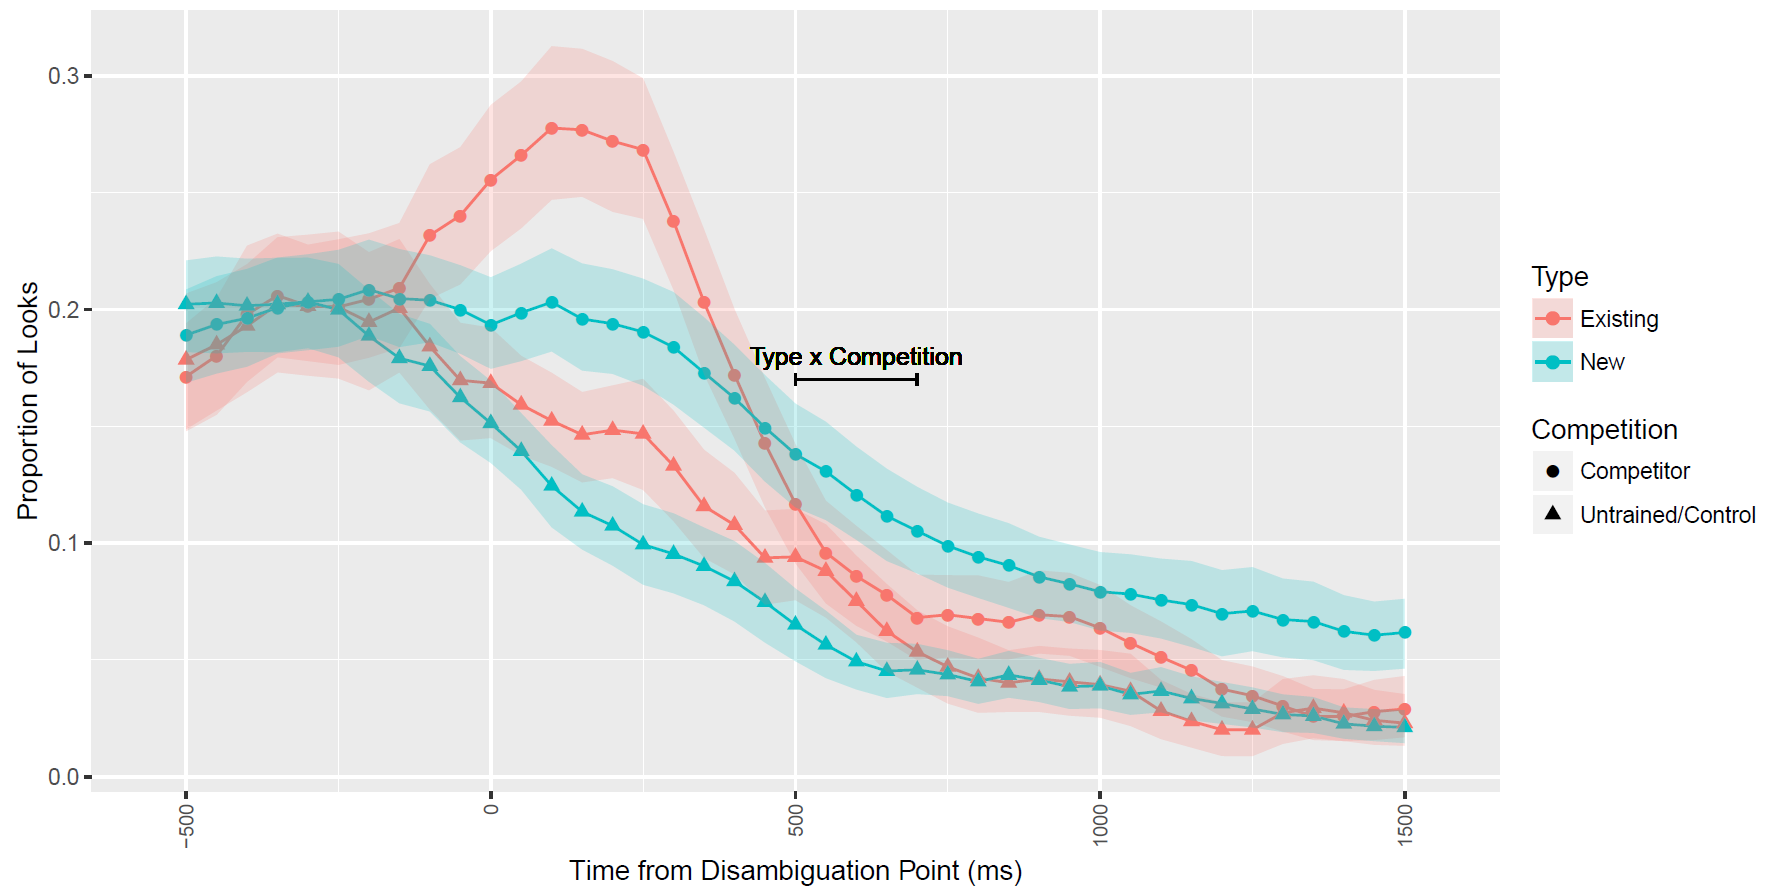 0.3
0.2
0.1
0.0
Proportion of Looks
Type x Competition
-500
0
500
1000
1500
Time from Disambiguation Point (ms)
Type
Existing
New
Competition
Competitor
Untrained/Control